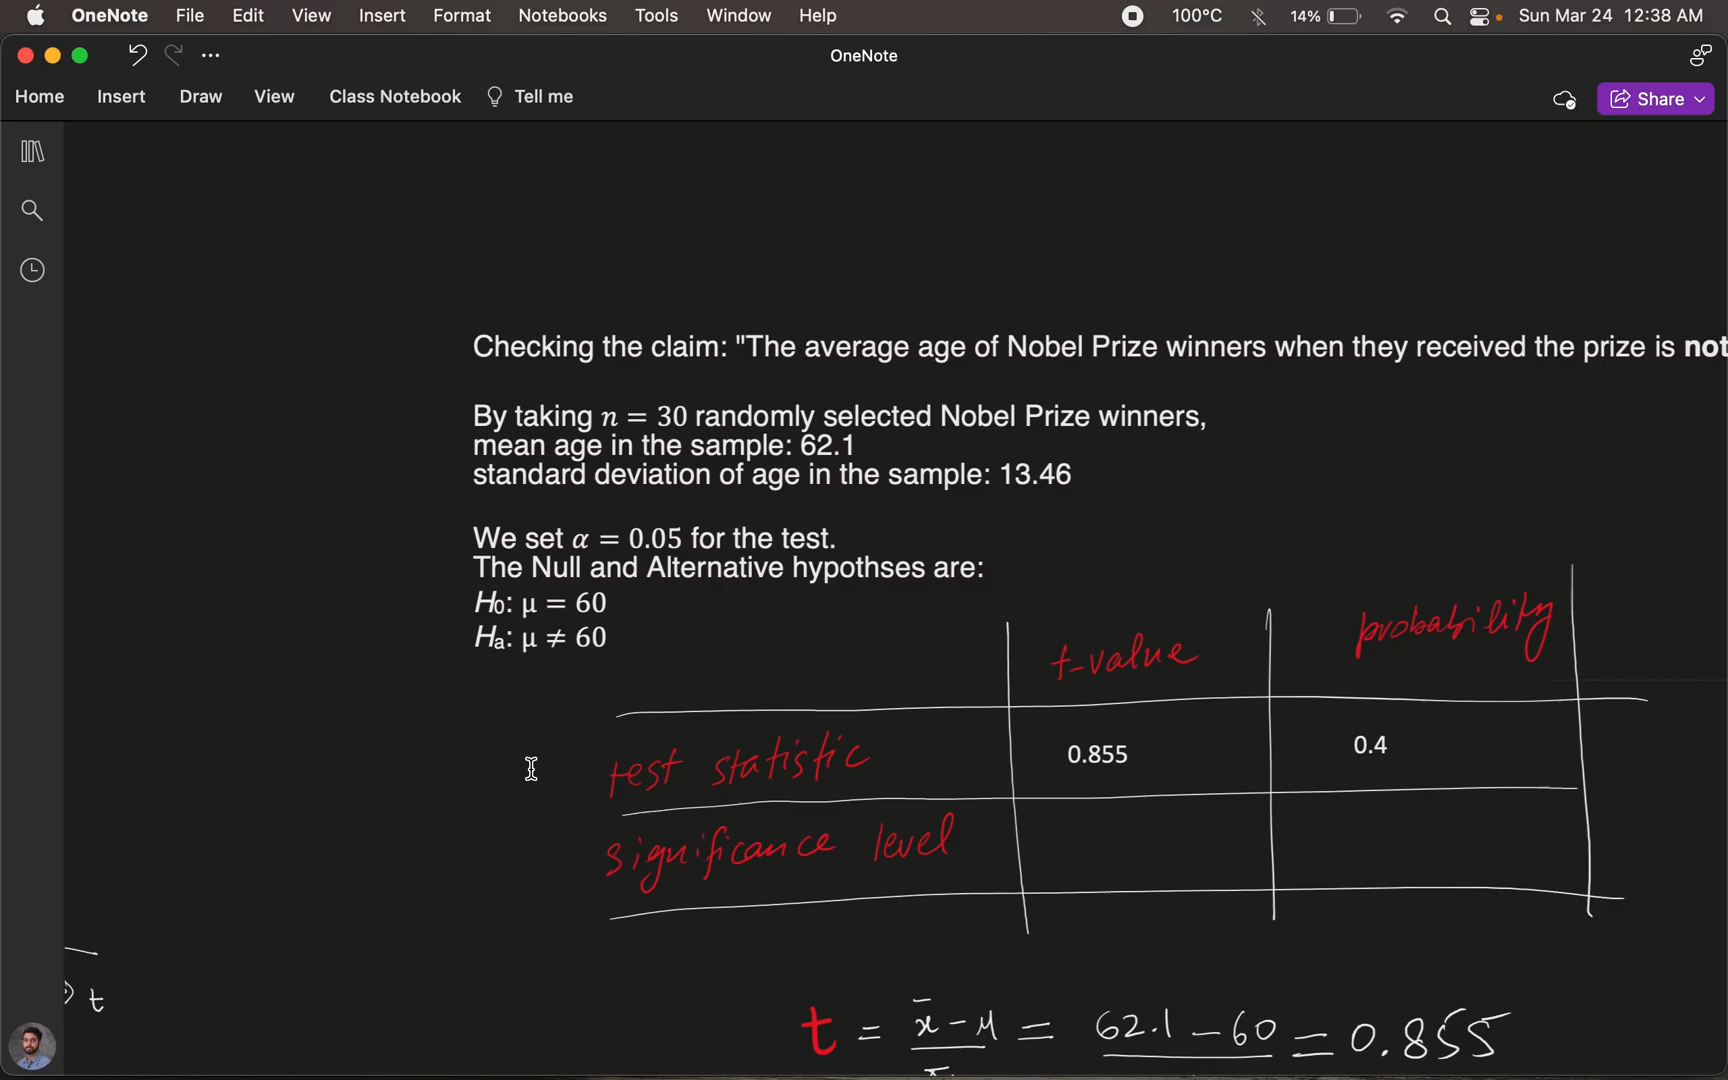 OneNote File Edit View Insert Format Notebooks Tools Window Help 100°C 14% Sun Mar 24 12:38 AM
OneNote
Home Insert Draw View Class Notebook Tell me Share
Checking the claim: "The average age of Nobel Prize winners when they received the prize is not
By taking n = 30 randomly selected Nobel Prize winners,
mean age in the sample: 62.1
standard deviation of age in the sample: 13.46
We set α = 0.05 for the test.
The Null and Alternative hypothses are:
H₀: μ = 60
Hₐ: μ ≠ 60
t-value probability
test statistic 0.855 0.4
significance level
t
t = x̄ - μ = 62.1 - 60 = 0.855